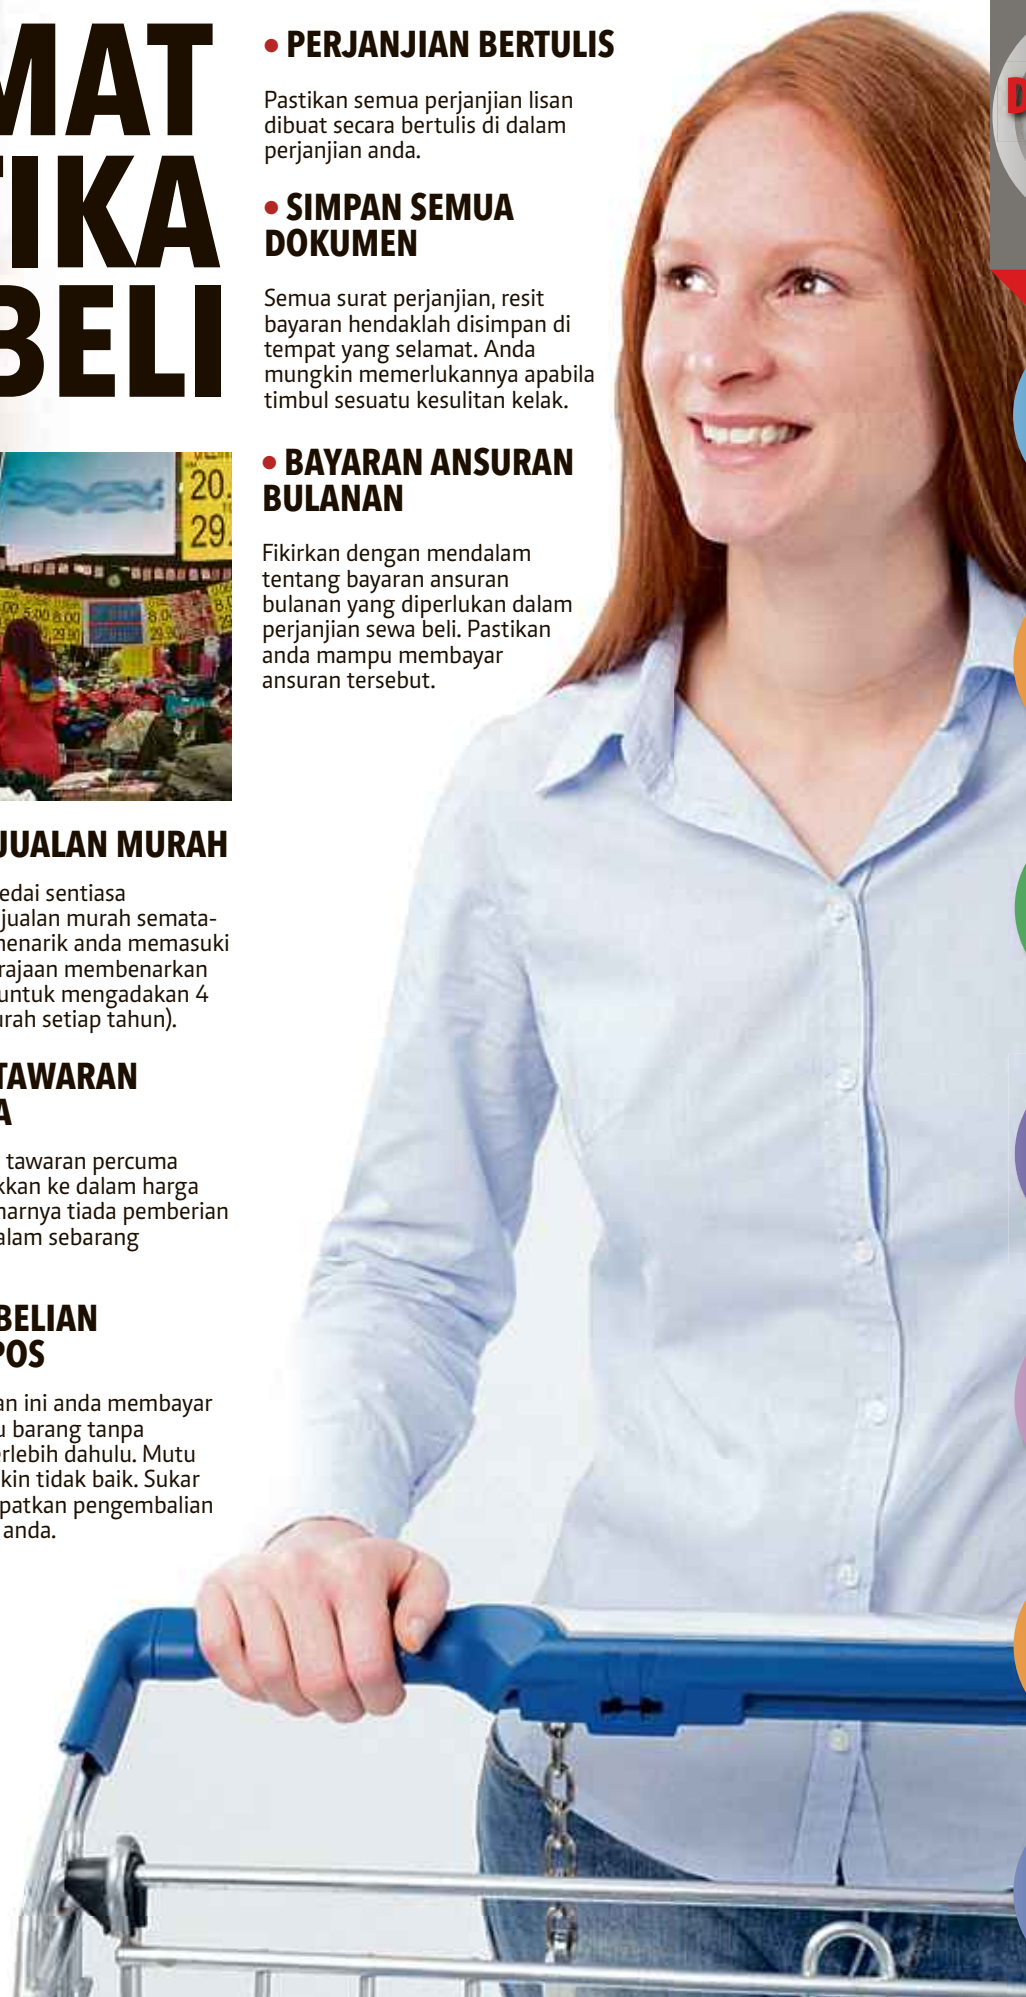 MAT
TIKA
BELI
20.
29.
JUALAN MURAH
edai sentiasa
jualan murah semata-
menarik anda memasuki
rajaan membenarkan
untuk mengadakan 4
urah setiap tahun).
TAWARAN
A
tawaran percuma
kkan ke dalam harga
narnya tiada pemberian
alam sebarang
BELIAN
POS
an ini anda membayar
u barang tanpa
erlebih dahulu. Mutu
kin tidak baik. Sukar
patkan pengembalian
anda.
• PERJANJIAN BERTULIS
Pastikan semua perjanjian lisan
dibuat secara bertulis di dalam
perjanjian anda.
• SIMPAN SEMUA
DOKUMEN
Semua surat perjanjian, resit
bayaran hendaklah disimpan di
tempat yang selamat. Anda
mungkin memerlukannya apabila
timbul sesuatu kesulitan kelak.
• BAYARAN ANSURAN
BULANAN
Fikirkan dengan mendalam
tentang bayaran ansuran
bulanan yang diperlukan dalam
perjanjian sewa beli. Pastikan
anda mampu membayar
ansuran tersebut.
D